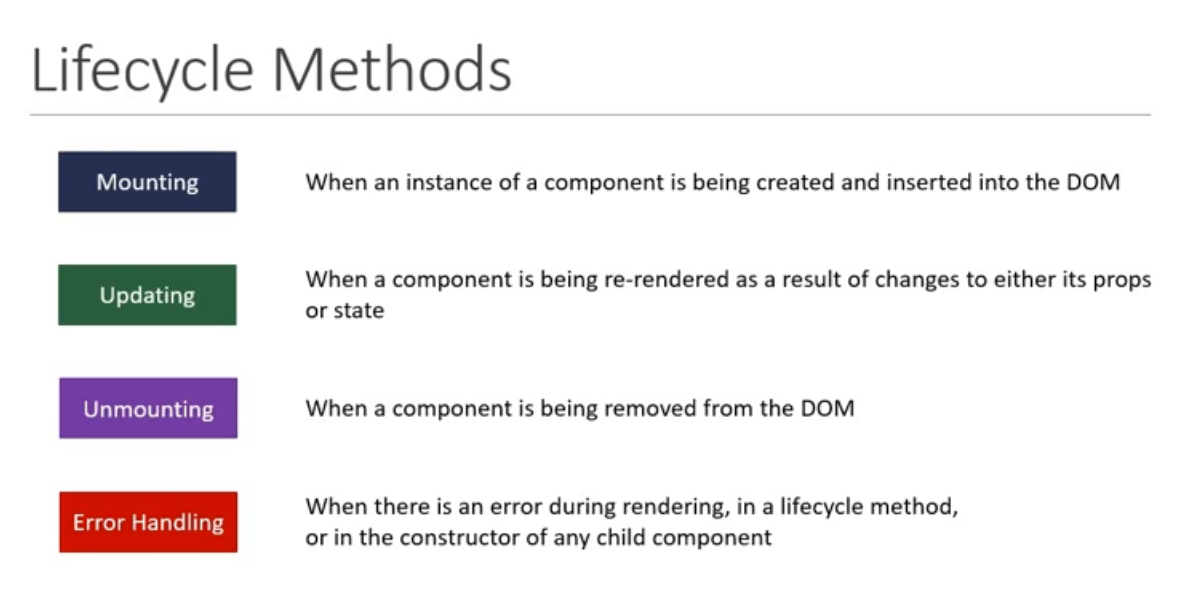 Lifecycle Methods
Mounting
When an instance of a component is being created and inserted into the DOM
Updating
When a component is being re-rendered as a result of changes to either its props
or state
Unmounting
When a component is being removed from the DOM
Error Handling
When there is an error during rendering, in a lifecycle method,
or in the constructor of any child component